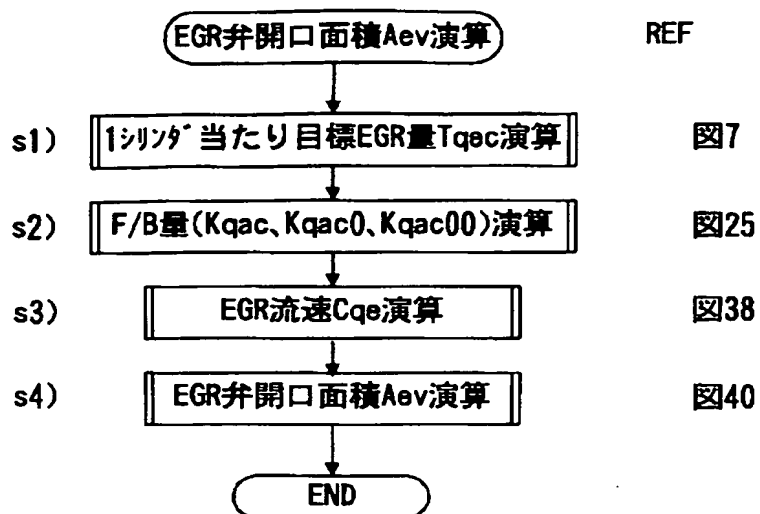 EGR弁開口面積Aev演算 REF
s1) 1シリンダ当たり目標EGR量Tqec演算 図7
s2) F/B量(Kqac、Kqac0、Kqac00)演算 図25
s3) EGR流速Cqe演算 図38
s4) EGR弁開口面積Aev演算 図40
END